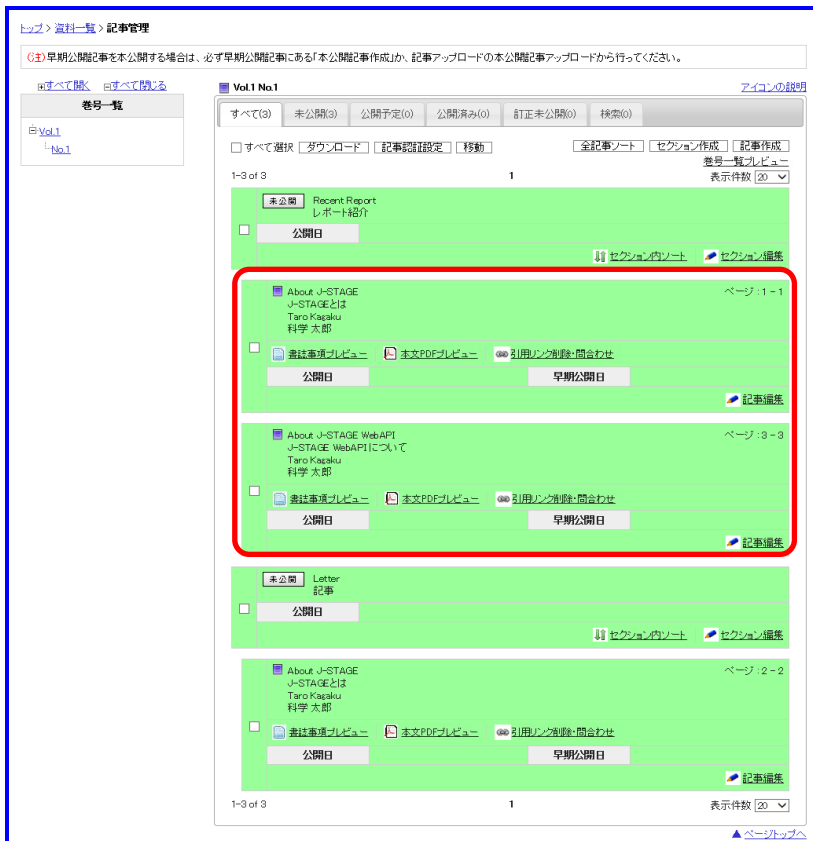 トップ > 資料一覧 > 記事管理
(注)早期公開記事を本公開する場合は、必ず早期公開記事にある「本公開記事作成」か、記事アップロードの本公開記事アップロードから行ってください。
すべて開く すべて閉じる
巻号一覧
Vol.1
No.1
Vol.1 No.1 アイコンの説明
すべて(3) 未公開(3) 公開予定(0) 公開済み(0) 訂正未公開(0) 検索(0)
すべて選択 ダウンロード 記事認証設定 移動 全記事ソート セクション作成 記事作成
巻号一覧プレビュー
1-3 of 3 1 表示件数 20
未公開 Recent Report
レポート紹介
公開日
セクション内ソート セクション編集
About J-STAGE ページ:1-1
J-STAGEとは
Taro Kagaku
科学 太郎
書誌事項プレビュー 本文PDFプレビュー 引用リンク削除・問合わせ
公開日 早期公開日
記事編集
About J-STAGE WebAPI ページ:3-3
J-STAGE WebAPIについて
Taro Kagaku
科学 太郎
書誌事項プレビュー 本文PDFプレビュー 引用リンク削除・問合わせ
公開日 早期公開日
記事編集
未公開 Letter
記事
公開日
セクション内ソート セクション編集
About J-STAGE ページ:2-2
J-STAGEとは
Taro Kagaku
科学 太郎
書誌事項プレビュー 本文PDFプレビュー 引用リンク削除・問合わせ
公開日 早期公開日
記事編集
1-3 of 3 1 表示件数 20
▲ ページトップへ